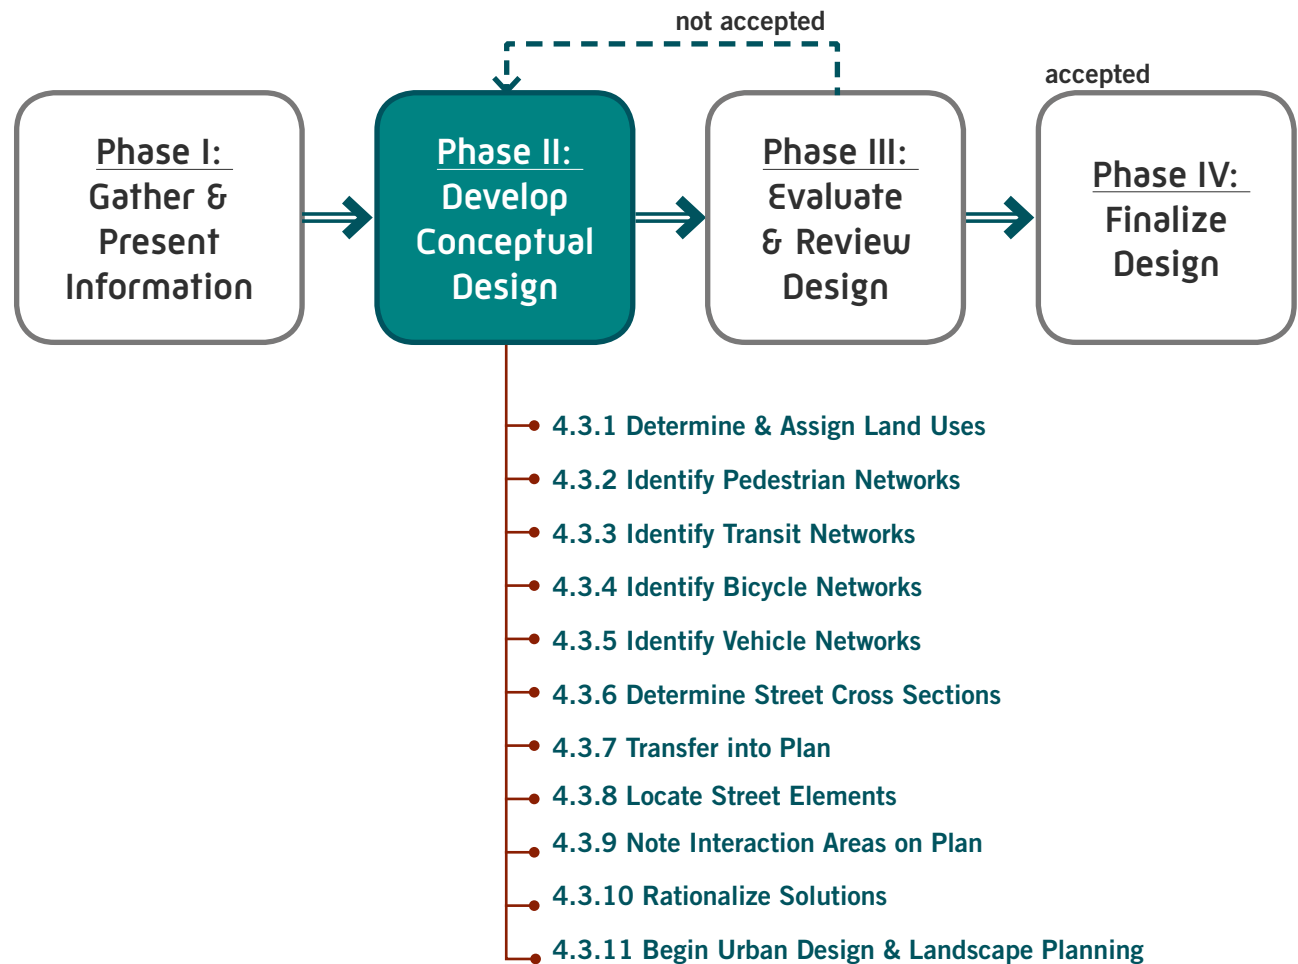 not accepted
accepted
Phase I:
Gather &
Present
Information
Phase II:
Develop
Conceptual
Design
Phase III:
Evaluate
& Review
Design
Phase IV:
Finalize
Design
4.3.1 Determine & Assign Land Uses
4.3.2 Identify Pedestrian Networks
4.3.3 Identify Transit Networks
4.3.4 Identify Bicycle Networks
4.3.5 Identify Vehicle Networks
4.3.6 Determine Street Cross Sections
4.3.7 Transfer into Plan
4.3.8 Locate Street Elements
4.3.9 Note Interaction Areas on Plan
4.3.10 Rationalize Solutions
4.3.11 Begin Urban Design & Landscape Planning